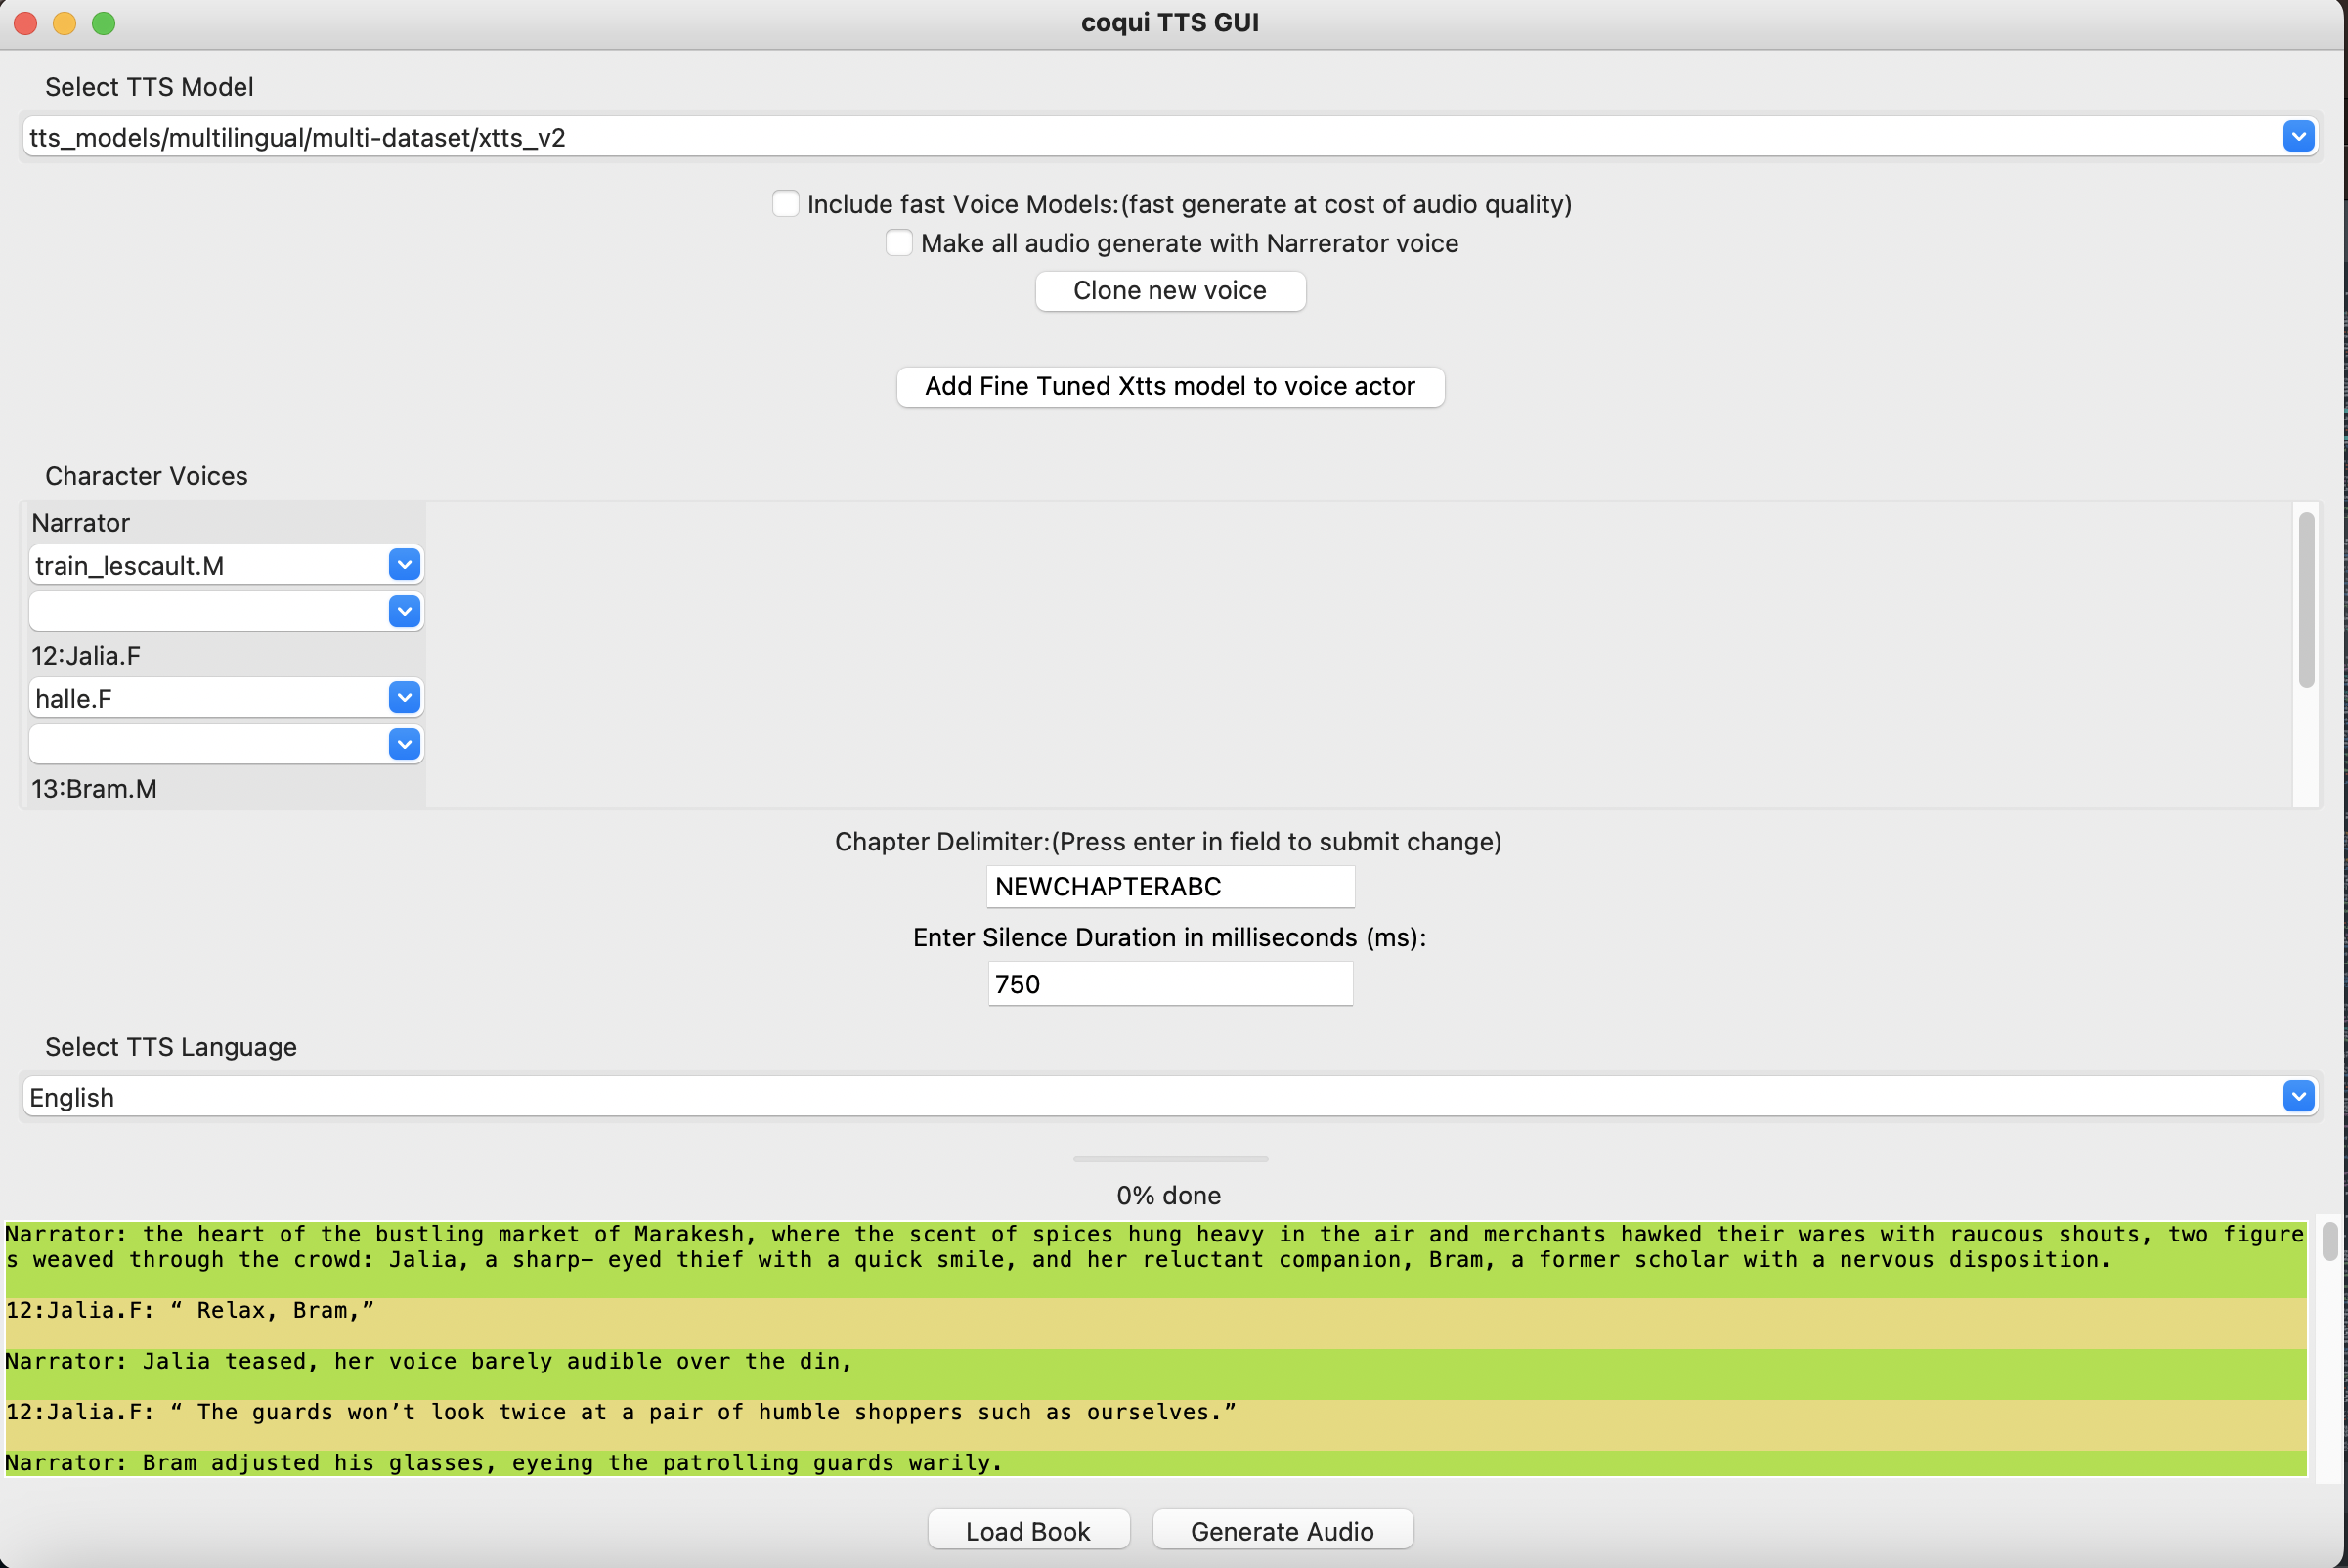 coqui TTS GUI
Select TTS Model
tts_models/multilingual/multi-dataset/xtts_v2
Include fast Voice Models:(fast generate at cost of audio quality)
Make all audio generate with Narrerator voice
Clone new voice
Add Fine Tuned Xtts model to voice actor
Character Voices
Narrator
train_lescault.M
12:Jalia.F
halle.F
13:Bram.M
Chapter Delimiter:(Press enter in field to submit change)
NEWCHAPTERABC
Enter Silence Duration in milliseconds (ms):
750
Select TTS Language
English
0% done
Narrator: the heart of the bustling market of Marakesh, where the scent of spices hung heavy in the air and merchants hawked their wares with raucous shouts, two figure
s weaved through the crowd: Jalia, a sharp– eyed thief with a quick smile, and her reluctant companion, Bram, a former scholar with a nervous disposition.
12:Jalia.F: “ Relax, Bram,”
Narrator: Jalia teased, her voice barely audible over the din,
12:Jalia.F: “ The guards won’t look twice at a pair of humble shoppers such as ourselves.”
Narrator: Bram adjusted his glasses, eyeing the patrolling guards warily.
Load Book
Generate Audio